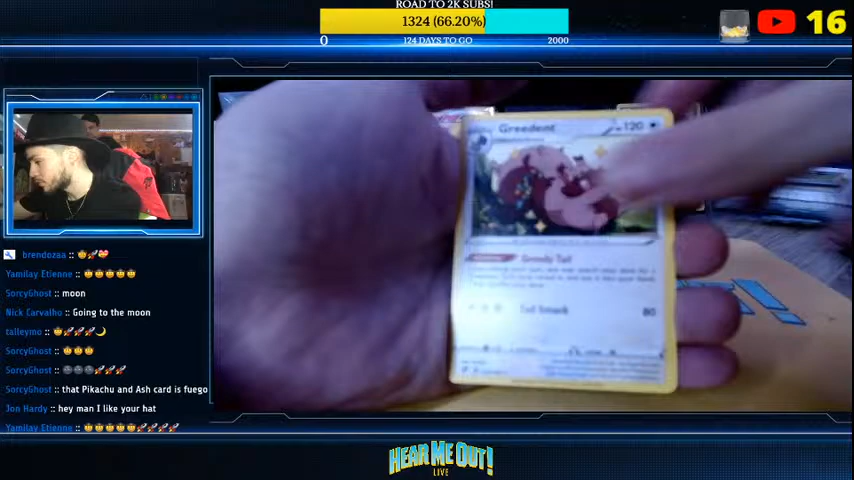 ROAD TO 2K SUBS!
1324 (66.20%)
0
124 DAYS TO GO
2000
16
Greedent
120
Greedy Tail
Tail Smack
80
brendozaa :: 🤠🚀💝
Yamilay Etienne :: 🤠🤠🤠🤠🤠
SorcyGhost :: moon
Nick Carvalho :: Going to the moon
talleymo :: 🤠🚀🚀🚀🌙
SorcyGhost :: 🤠🤠🤠
SorcyGhost :: 🌚🌚🌚🚀🚀🚀
SorcyGhost :: that Pikachu and Ash card is fuego
Jon Hardy :: hey man I like your hat
Yamilay Etienne :: 🤠🤠🤠🤠🤠🚀🚀🚀🚀
HEAR ME OUT!
LIVE